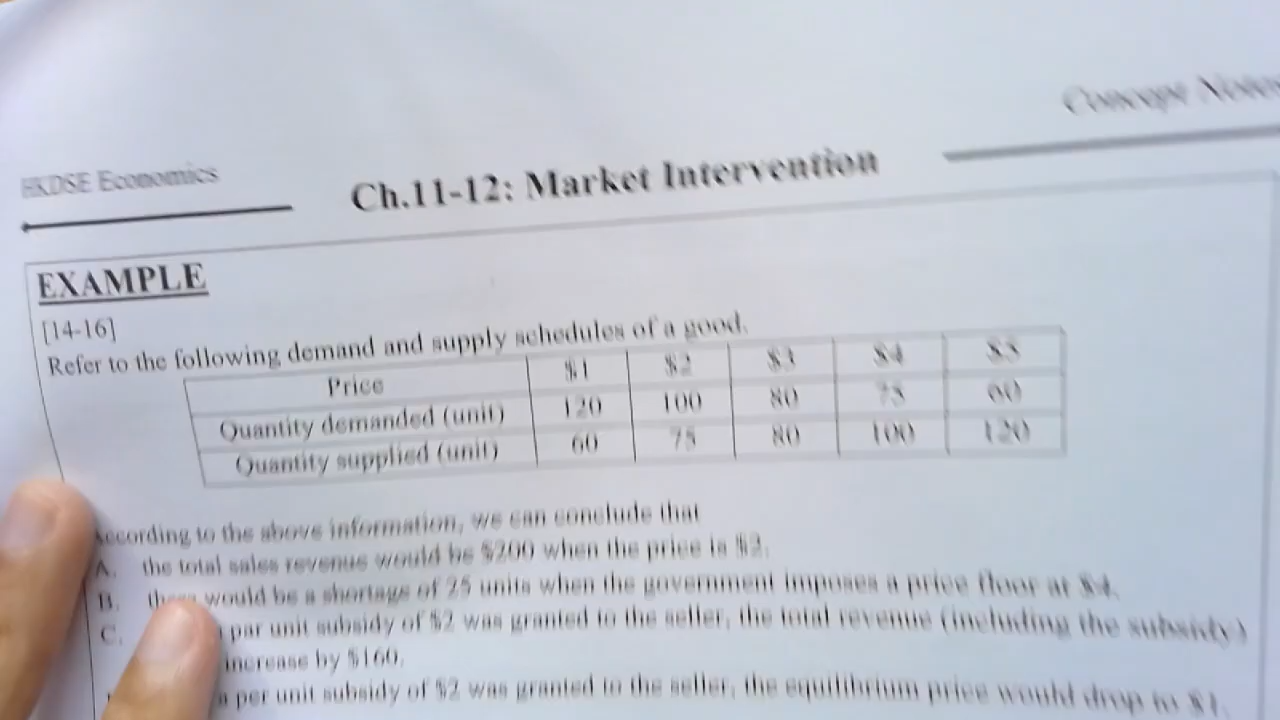 Concept Notes
HKDSE Economics
Ch.11-12: Market Intervention
EXAMPLE
[14-16]
Refer to the following demand and supply schedules of a good.
Price $1 $2 $3 $4 $5
Quantity demanded (unit) 120 100 80 75 60
Quantity supplied (unit) 60 75 80 100 120
According to the above information, we can conclude that
A. the total sales revenue would be $200 when the price is $2.
B. there would be a shortage of 25 units when the government imposes a price floor at $4.
C. per unit subsidy of $2 was granted to the seller, the total revenue (including the subsidy)
increase by $160.
a per unit subsidy of $2 was granted to the seller, the equilibrium price would drop to $1.